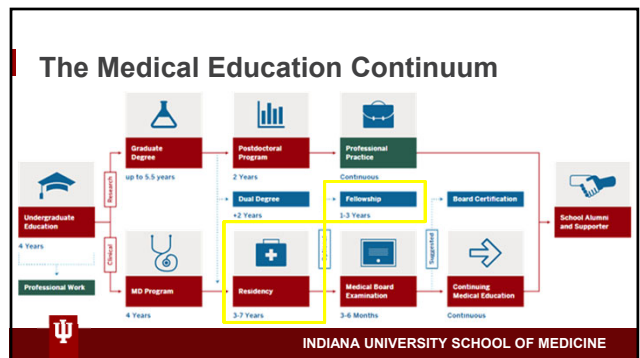 The Medical Education Continuum
Graduate
Degree
up to 5.5 years
Postdoctoral
Program
2 Years
Professional
Practice
Continuous
Research
Undergraduate
Education
4 Years
Professional Work
Dual Degree
+2 Years
Fellowship
1-3 Years
Board Certification
School Alumni
and Supporter
Clinical
MD Program
4 Years
Residency
3-7 Years
Medical Board
Examination
3-6 Months
Suggested
Continuing
Medical Education
Continuous
INDIANA UNIVERSITY SCHOOL OF MEDICINE